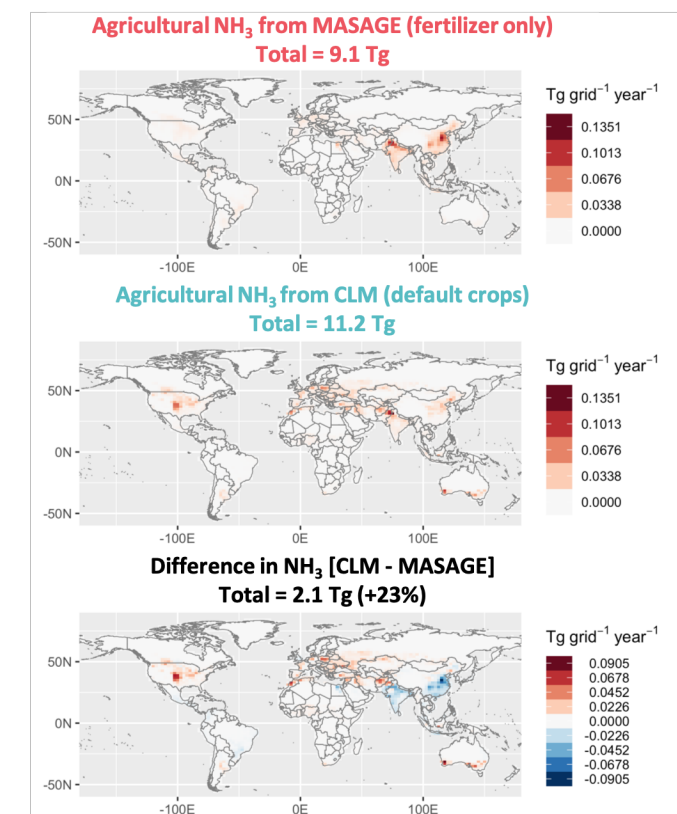 Agricultural NH₃ from MASAGE (fertilizer only)
Total = 9.1 Tg
Tg grid⁻¹ year⁻¹
0.1351
0.1013
0.0676
0.0338
0.0000
50N
0N
-50N
-100E
0E
100E
Agricultural NH₃ from CLM (default crops)
Total = 11.2 Tg
Tg grid⁻¹ year⁻¹
0.1351
0.1013
0.0676
0.0338
0.0000
50N
0N
-50N
-100E
0E
100E
Difference in NH₃ [CLM - MASAGE]
Total = 2.1 Tg (+23%)
Tg grid⁻¹ year⁻¹
0.0905
0.0678
0.0452
0.0226
0.0000
-0.0226
-0.0452
-0.0678
-0.0905
50N
0N
-50N
-100E
0E
100E